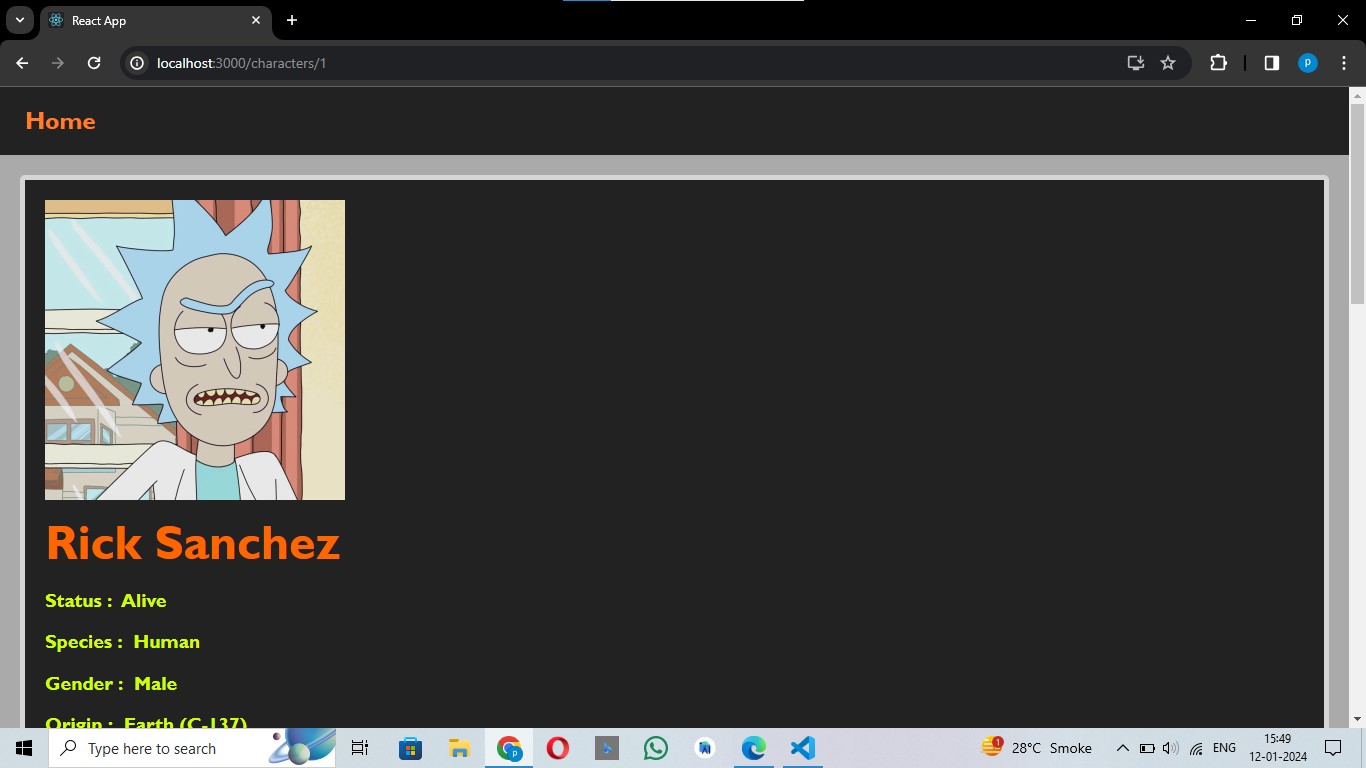 React App
localhost:3000/characters/1
p
Home
Rick Sanchez
Status : Alive
Species : Human
Gender : Male
Origin : Earth (C-137)
Type here to search
p
1
28°C Smoke
ENG
15:49
12-01-2024